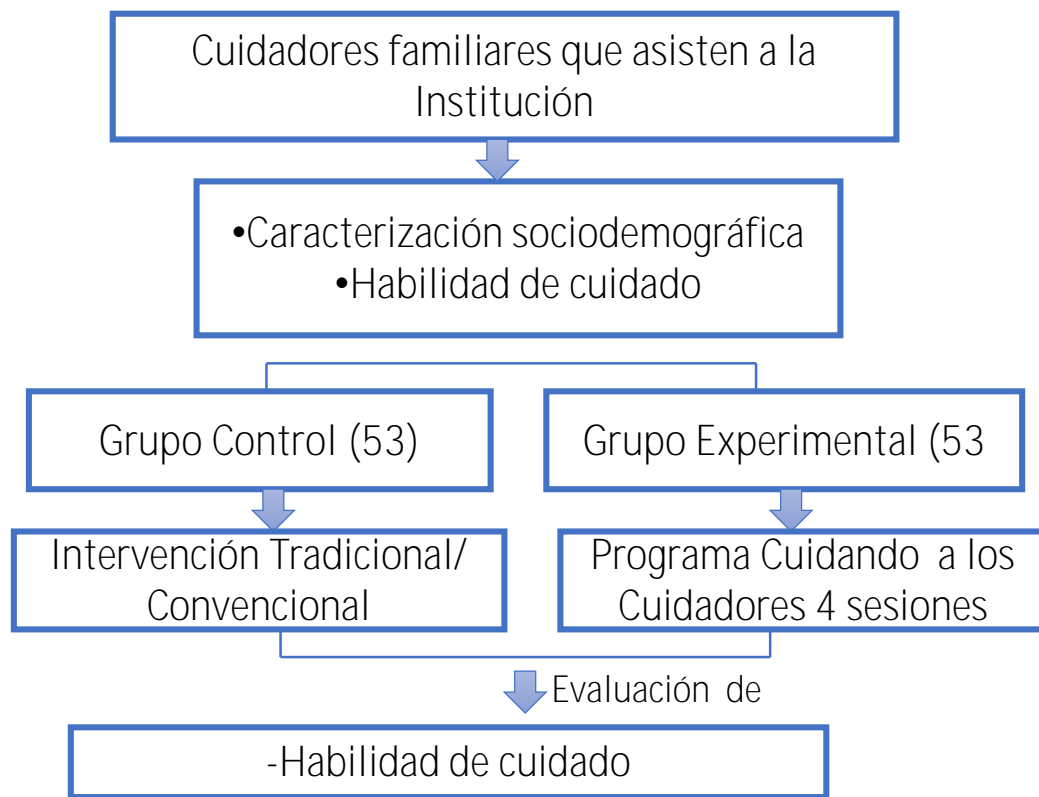 Cuidadores familiares que asisten a la
Institución
•Caracterización sociodemográfica
•Habilidad de cuidado
Grupo Control (53)
Grupo Experimental (53
Intervención Tradicional/
Convencional
Programa Cuidando a los
Cuidadores 4 sesiones
Evaluación de
-Habilidad de cuidado